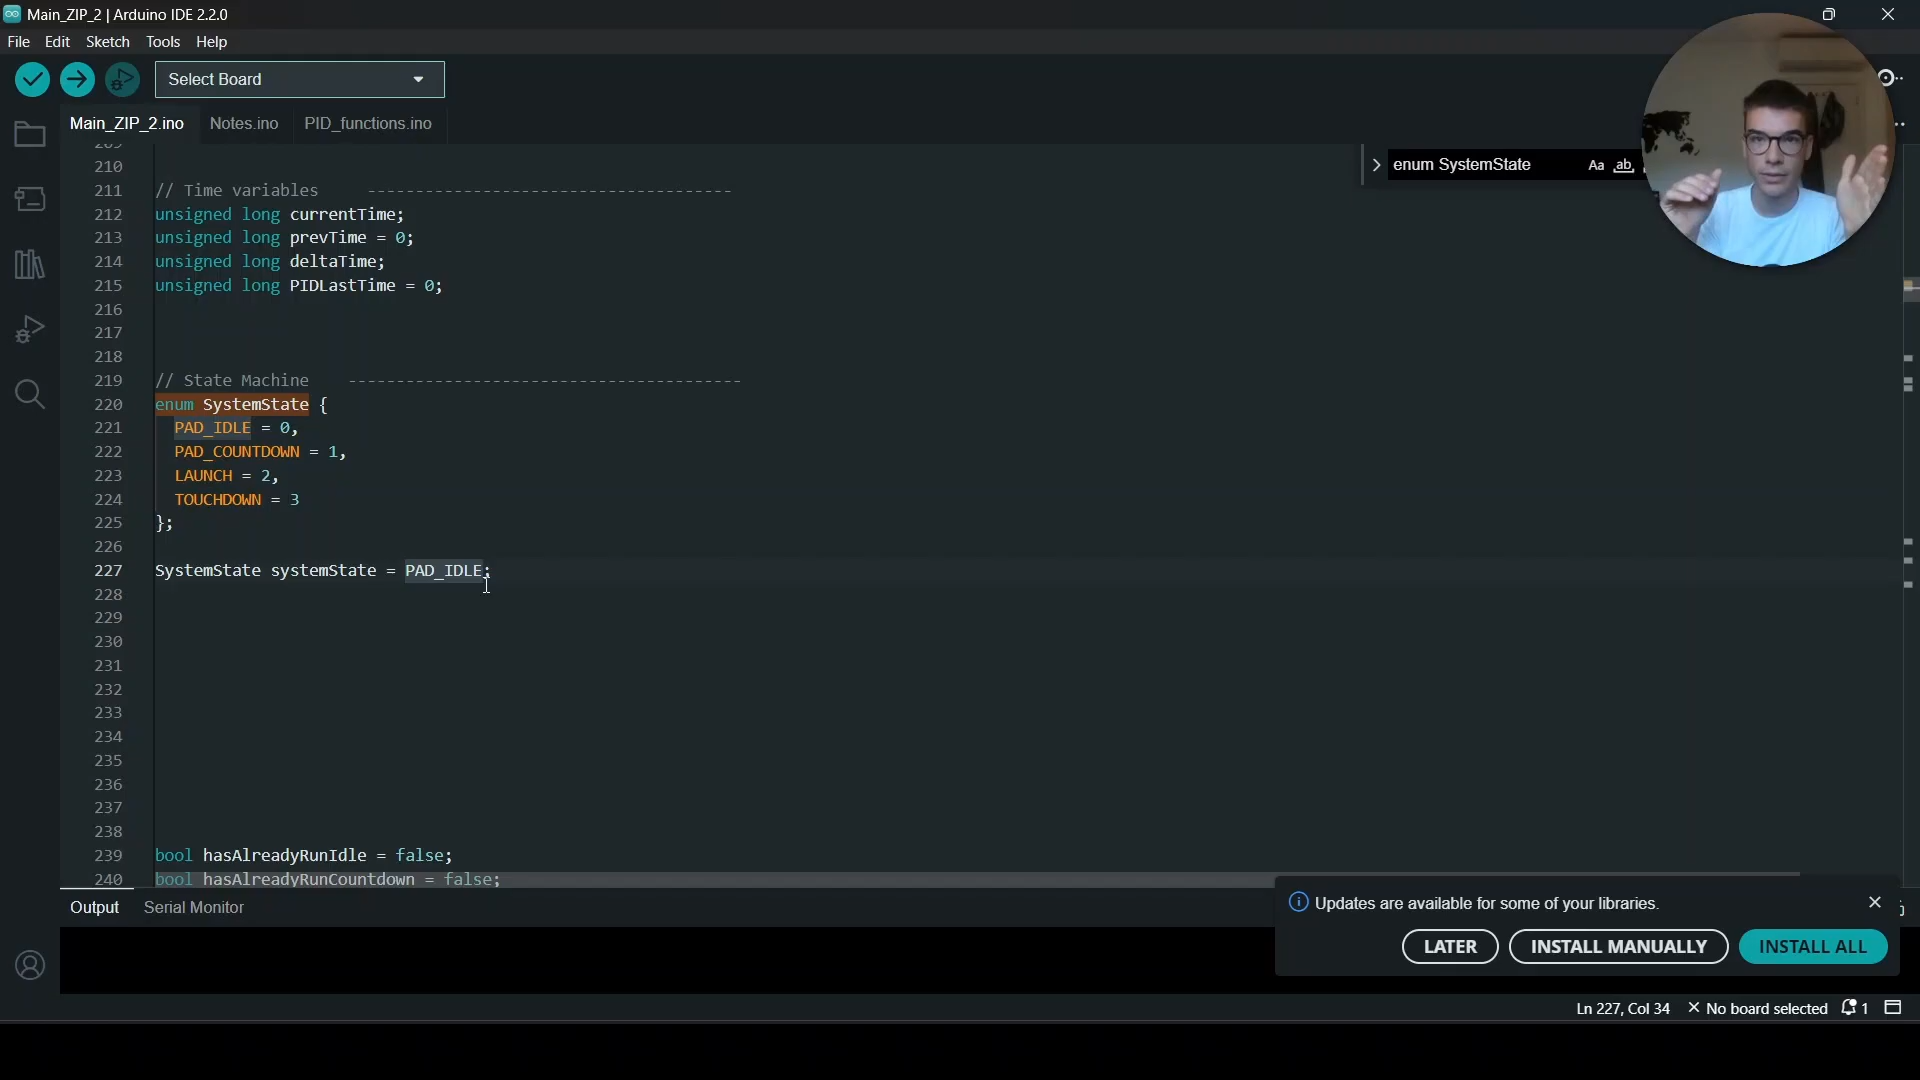 Main_ZIP_2 | Arduino IDE 2.2.0
File Edit Sketch Tools Help
Select Board
Main_ZIP_2.ino Notes.ino PID_functions.ino
enum SystemState Aa ab
210
211 // Time variables -------------------------------------
212 unsigned long currentTime;
213 unsigned long prevTime = 0;
214 unsigned long deltaTime;
215 unsigned long PIDLastTime = 0;
216
217
218
219 // State Machine -----------------------------------------
220 enum SystemState {
221 PAD_IDLE = 0,
222 PAD_COUNTDOWN = 1,
223 LAUNCH = 2,
224 TOUCHDOWN = 3
225 };
226
227 SystemState systemState = PAD_IDLE;
228
229
230
231
232
233
234
235
236
237
238
239 bool hasAlreadyRunIdle = false;
240 bool hasAlreadyRunCountdown = false;
Output Serial Monitor
Updates are available for some of your libraries.
LATER INSTALL MANUALLY INSTALL ALL
Ln 227, Col 34 No board selected 1